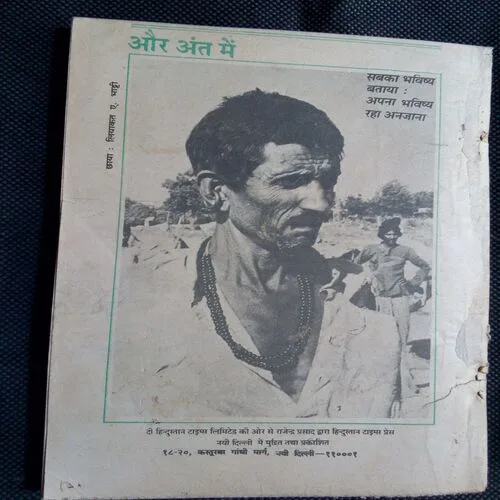 और अंत में
सबका भविष्य
बताया :
अपना भविष्य
रहा अनजाना
छाया : लियाकत ए. भाट्टी
दी हिन्दुस्तान टाइम्स लिमिटेड की ओर से राजेन्द्र प्रसाद द्वारा हिन्दुस्तान टाइम्स प्रेस
नयी दिल्ली में मुद्रित तथा प्रकाशित
१८-२०, कस्तूरबा गांधी मार्ग, नयी दिल्ली—११०००१